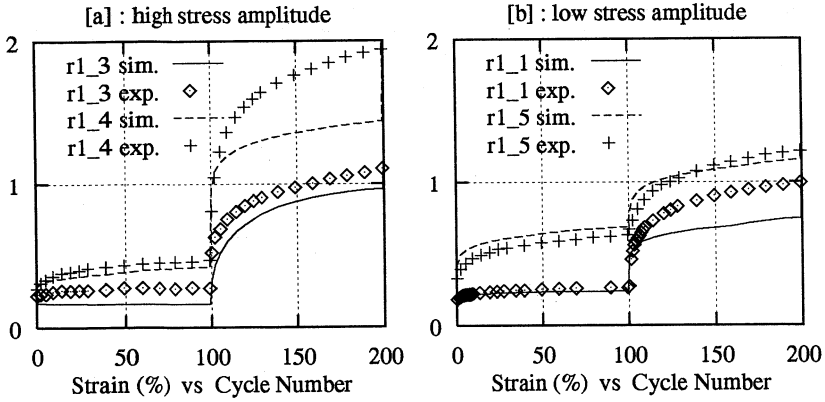 [a] : high stress amplitude
2
r1_3 sim.
r1_3 exp.
r1_4 sim.
r1_4 exp.
1
0
0 50 100 150 200
Strain (%) vs Cycle Number
[b] : low stress amplitude
2
r1_1 sim.
r1_1 exp.
r1_5 sim.
r1_5 exp.
1
0
0 50 100 150 200
Strain (%) vs Cycle Number